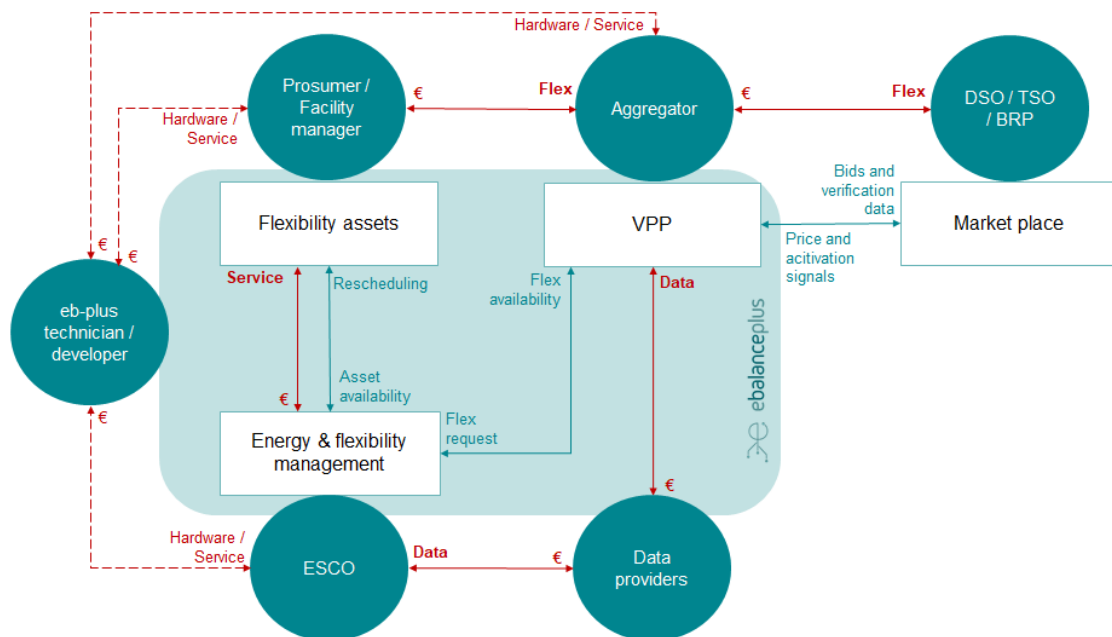 Hardware / Service
Prosumer /
Facility
manager
€
Flex
Aggregator
€
Flex
DSO / TSO
/ BRP
Hardware /
Service
Flexibility assets
VPP
Bids and
verification
data
Market place
Price and
acitivation
signals
€
€
Service
Rescheduling
Flex
availability
Data
eb-plus
technician /
developer
ebalanceplus
Asset
availability
€
€
Flex
request
Energy & flexibility
management
€
Hardware /
Service
ESCO
Data
€
Data
providers